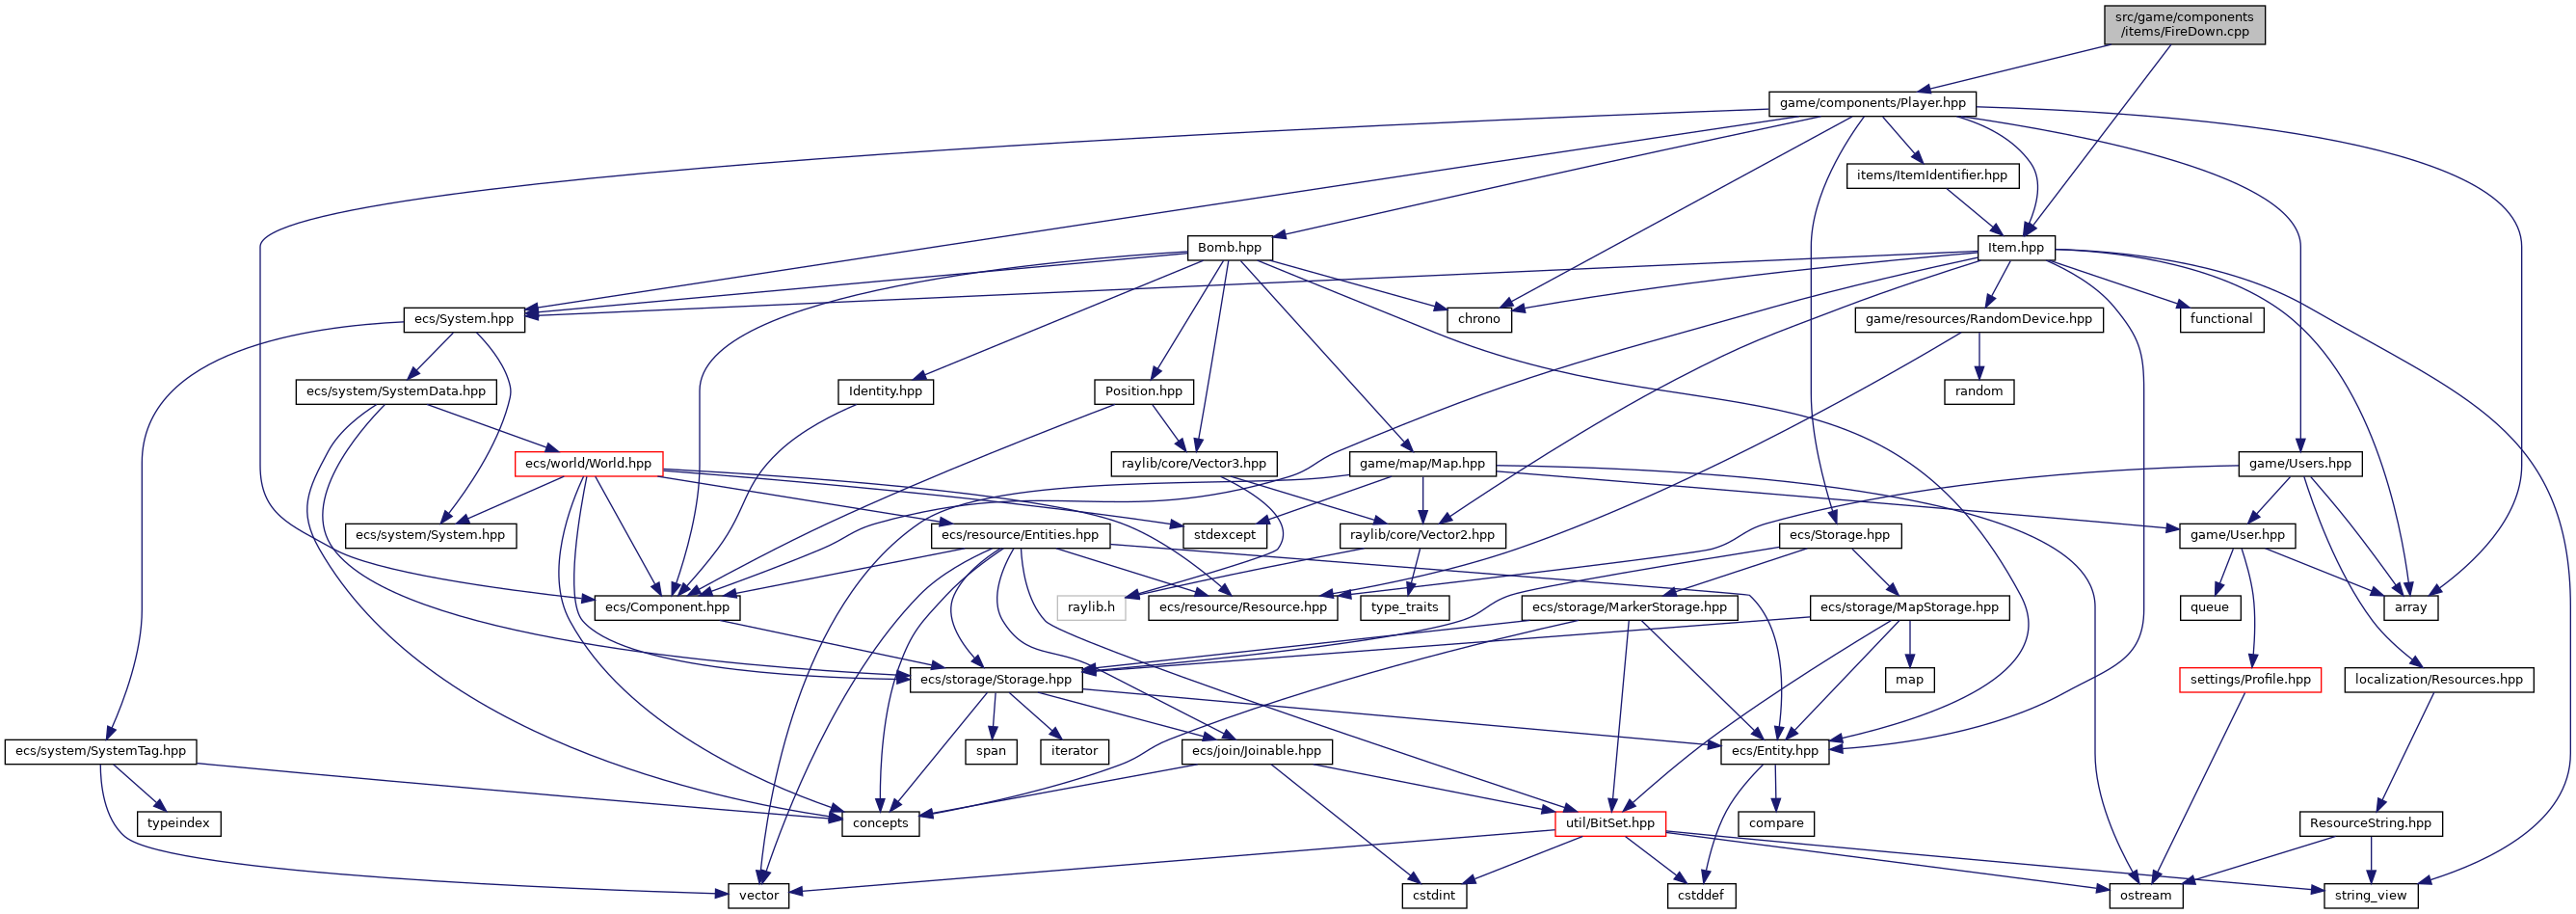 src/game/components
/items/FireDown.cpp
game/components/Player.hpp
items/ItemIdentifier.hpp
Bomb.hpp
Item.hpp
ecs/System.hpp
chrono
game/resources/RandomDevice.hpp
functional
ecs/system/SystemData.hpp
Identity.hpp
Position.hpp
random
ecs/world/World.hpp
raylib/core/Vector3.hpp
game/map/Map.hpp
game/Users.hpp
ecs/system/System.hpp
ecs/resource/Entities.hpp
stdexcept
raylib/core/Vector2.hpp
ecs/Storage.hpp
game/User.hpp
ecs/Component.hpp
raylib.h
ecs/resource/Resource.hpp
type_traits
ecs/storage/MarkerStorage.hpp
ecs/storage/MapStorage.hpp
queue
array
ecs/storage/Storage.hpp
map
settings/Profile.hpp
localization/Resources.hpp
ecs/system/SystemTag.hpp
span
iterator
ecs/join/Joinable.hpp
ecs/Entity.hpp
typeindex
concepts
util/BitSet.hpp
compare
ResourceString.hpp
vector
cstdint
cstddef
ostream
string_view